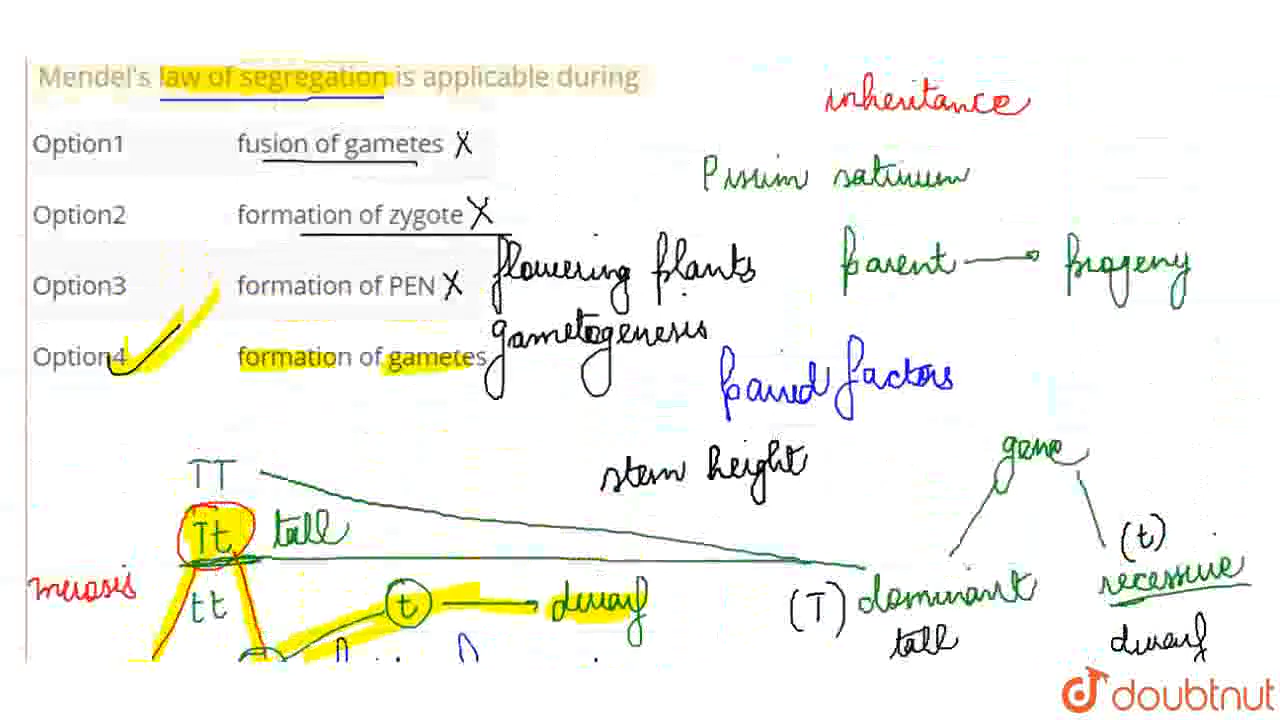 Mendel's law of segregation is applicable during
inheritance
Option1 fusion of gametes X
Pisum sativum
Option2 formation of zygote X
flowering plants
parent progeny
Option3 formation of PEN X
gametogenesis
Option4 formation of gametes
paired factors
gene
stem height
TT
Tt tall
(t)
recessive
meiosis
tt
t dwarf
(T) dominant
tall
dwarf
doubtnut